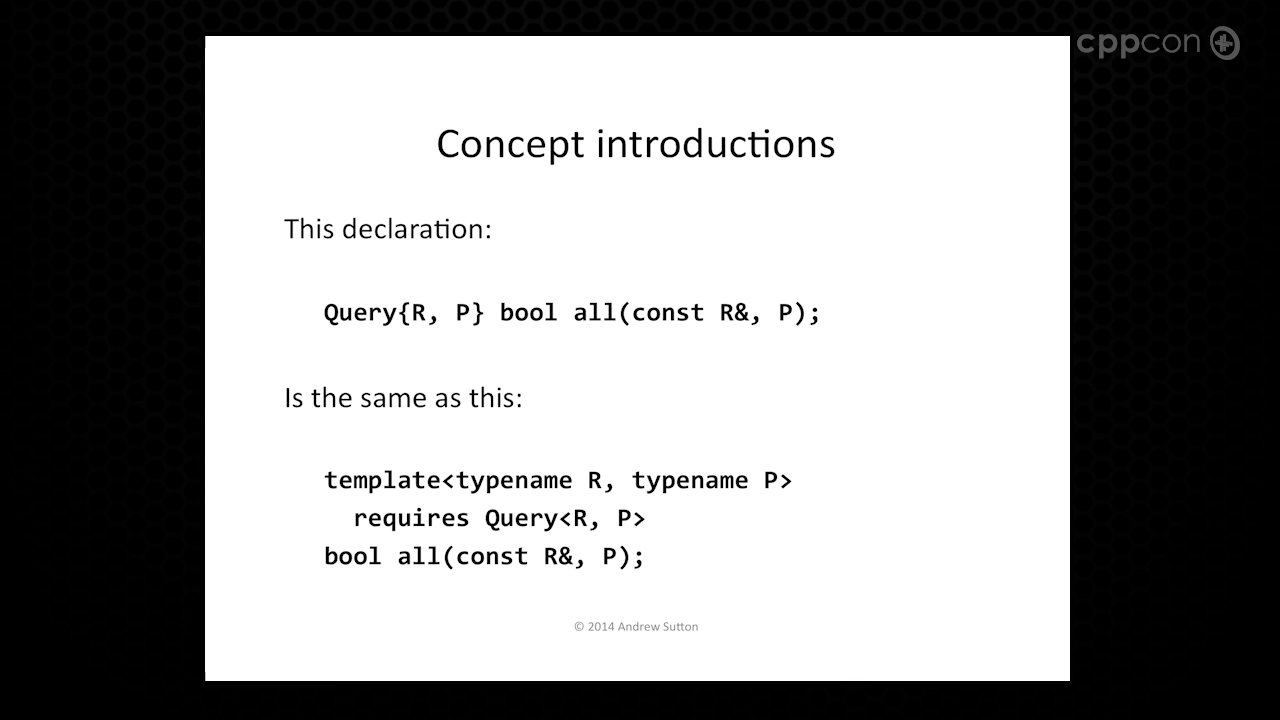 cppcon
Concept introductions
This declaration:
Query{R, P} bool all(const R&, P);
Is the same as this:
template<typename R, typename P>
requires Query<R, P>
bool all(const R&, P);
© 2014 Andrew Sutton